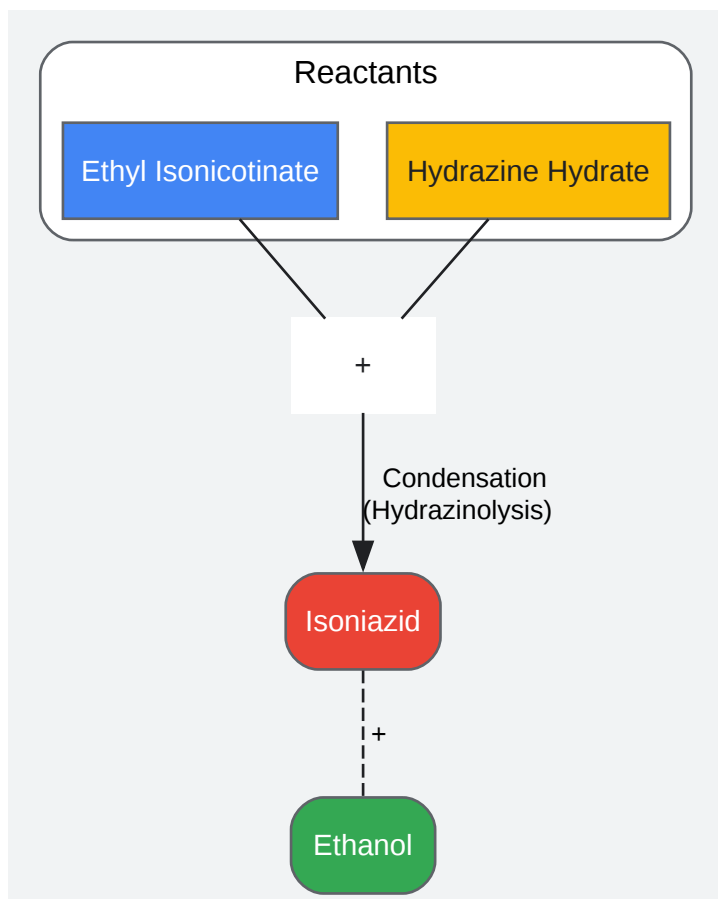 Reactants
Ethyl Isonicotinate
Hydrazine Hydrate
+
Condensation
(Hydrazinolysis)
Isoniazid
+
Ethanol